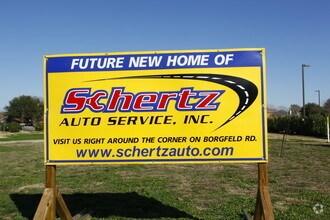 FUTURE NEW HOME OF
Schertz
AUTO SERVICE, INC.
VISIT US RIGHT AROUND THE CORNER ON BORGFELD RD.
www.schertzauto.com